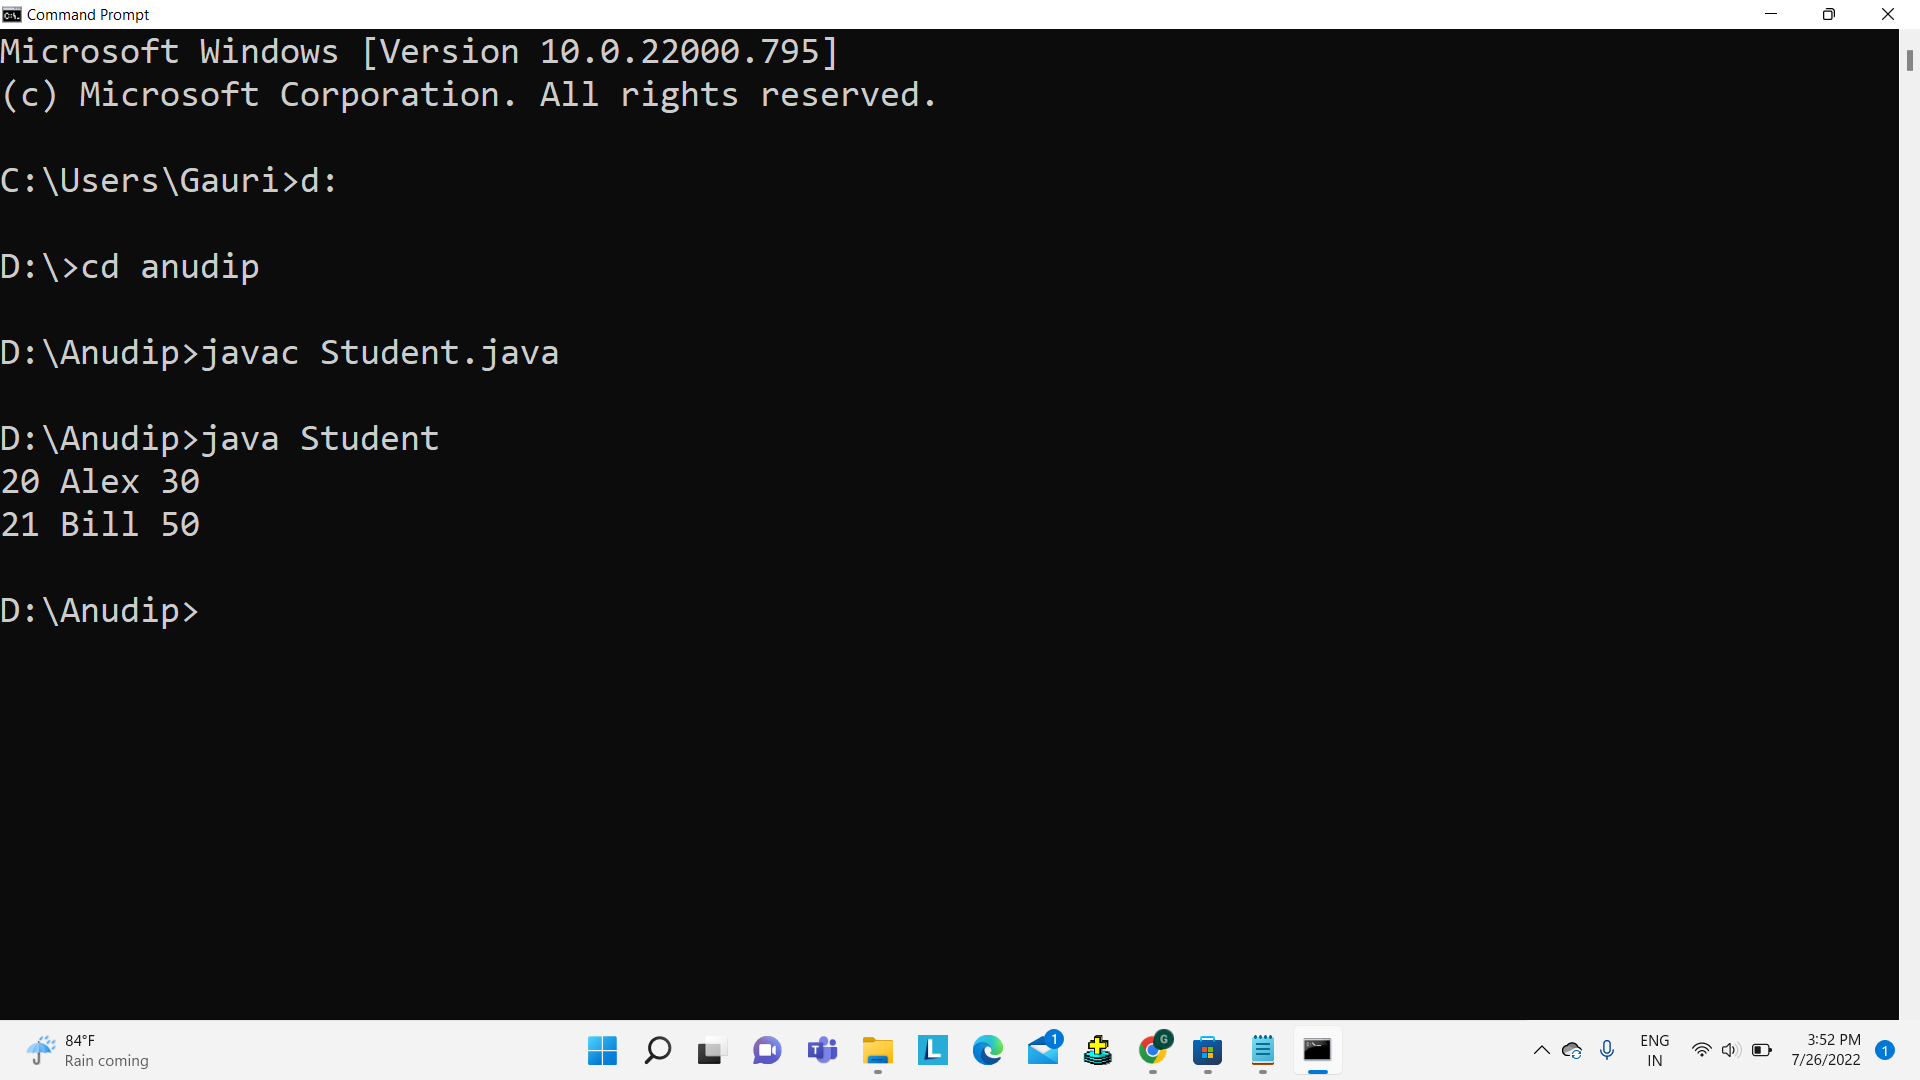 Command Prompt
Microsoft Windows [Version 10.0.22000.795]
(c) Microsoft Corporation. All rights reserved.
C:\Users\Gauri>d:
D:\>cd anudip
D:\Anudip>javac Student.java
D:\Anudip>java Student
20 Alex 30
21 Bill 50
D:\Anudip>
84°F
Rain coming
L
1
G
ENG
IN
3:52 PM
7/26/2022
1